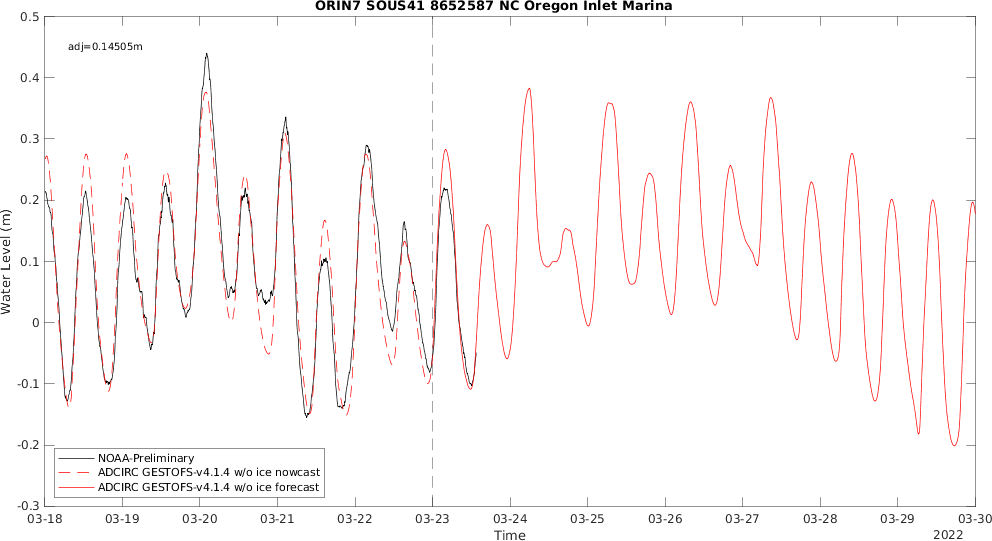 ORIN7 SOUS41 8652587 NC Oregon Inlet Marina
adj=0.14505m
0.5
0.4
0.3
0.2
0.1
0
-0.1
-0.2
-0.3
Water Level (m)
NOAA-Preliminary
ADCIRC GESTOFS-v4.1.4 w/o ice nowcast
ADCIRC GESTOFS-v4.1.4 w/o ice forecast
03-18 03-19 03-20 03-21 03-22 03-23 03-24 03-25 03-26 03-27 03-28 03-29 03-30
Time
2022